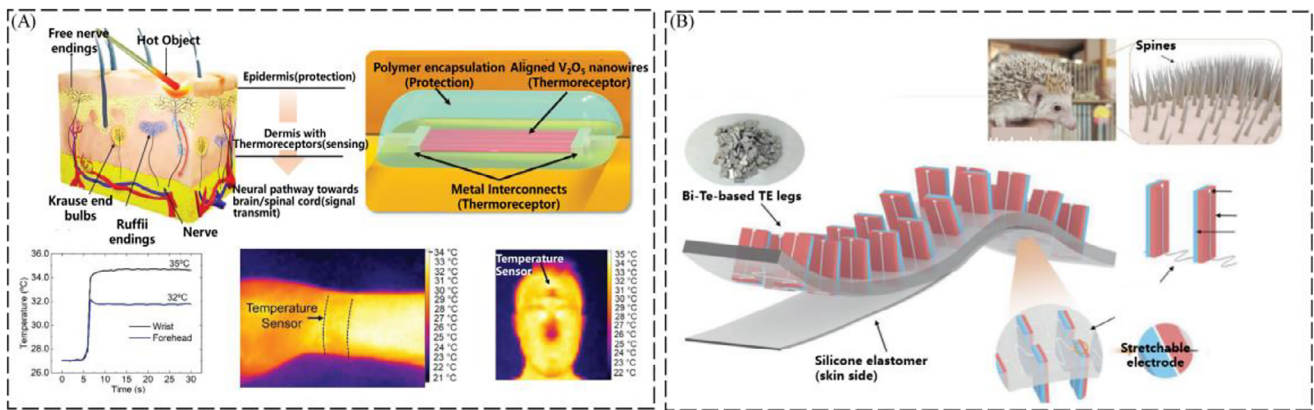 (A)
Free nerve
endings
Hot Object
Epidermis(protection)
Dermis with
Thermoreceptors(sensing)
Neural pathway towards
brain/spinal cord(signal
transmit)
Krause end
bulbs
Ruffii
endings
Nerve
Polymer encapsulation
(Protection)
Aligned V₂O₅ nanowires
(Thermoreceptor)
Metal Interconnects
(Thermoreceptor)
36.0
34.0
32.0
30.0
28.0
26.0
Temperature (°C)
35°C
32°C
Wrist
Forehead
0 5 10 15 20 25 30
Time (s)
Temperature
Sensor
34 °C
33 °C
32 °C
31 °C
30 °C
29 °C
28 °C
27 °C
26 °C
25 °C
24 °C
23 °C
22 °C
21 °C
Temperature
Sensor
35 °C
34 °C
33 °C
32 °C
31 °C
30 °C
29 °C
28 °C
27 °C
26 °C
25 °C
24 °C
23 °C
22 °C
(B)
Spines
Bi-Te-based TE legs
Silicone elastomer
(skin side)
Stretchable
electrode